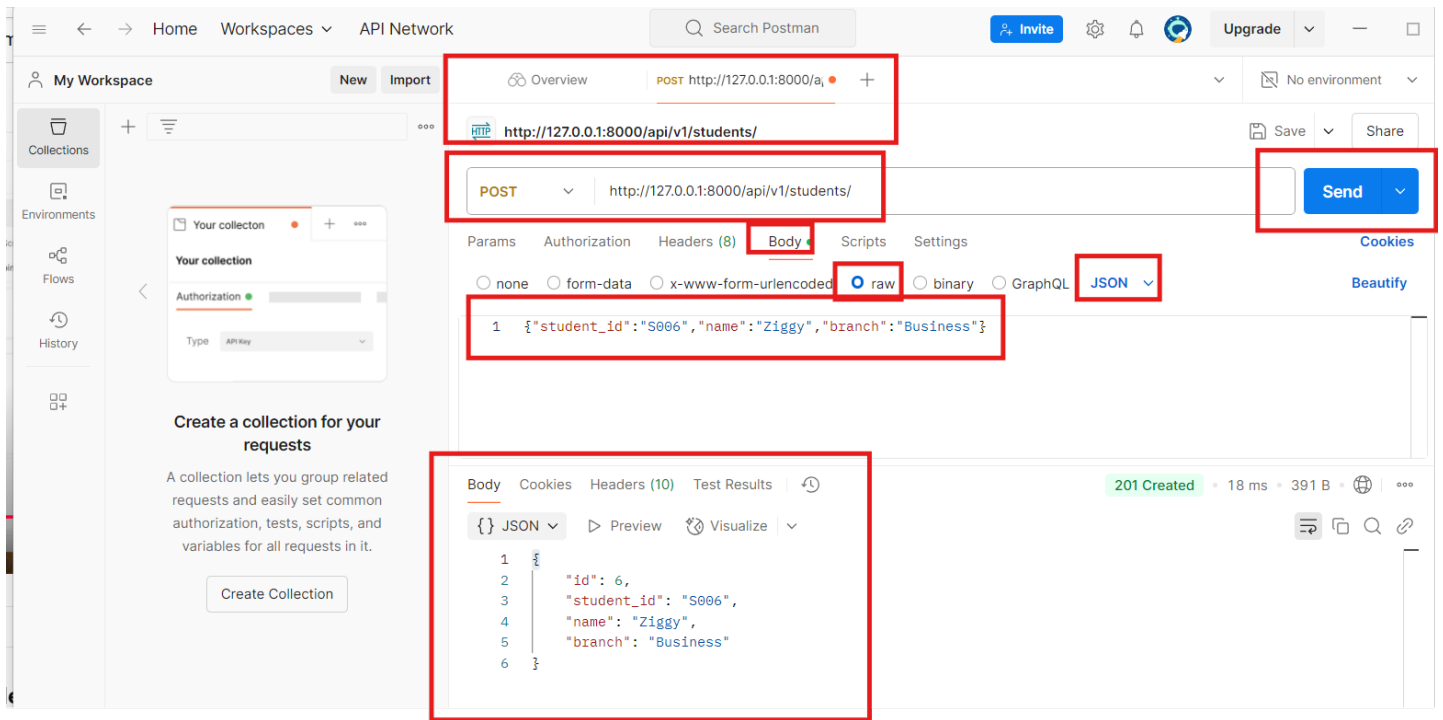 Home Workspaces API Network Search Postman Invite Upgrade
My Workspace New Import Overview POST http://127.0.0.1:8000/a No environment
HTTP http://127.0.0.1:8000/api/v1/students/ Save Share
Collections
POST http://127.0.0.1:8000/api/v1/students/ Send
Environments
Your collecton
Params Authorization Headers (8) Body Scripts Settings Cookies
Your collection
Flows
none form-data x-www-form-urlencoded raw binary GraphQL JSON Beautify
Authorization
1 {"student_id":"S006","name":"Ziggy","branch":"Business"}
History
Type API Key
Create a collection for your
requests
A collection lets you group related
requests and easily set common
authorization, tests, scripts, and
variables for all requests in it.
Create Collection
Body Cookies Headers (10) Test Results 201 Created 18 ms 391 B
{} JSON Preview Visualize
1 {
2 "id": 6,
3 "student_id": "S006",
4 "name": "Ziggy",
5 "branch": "Business"
6 }